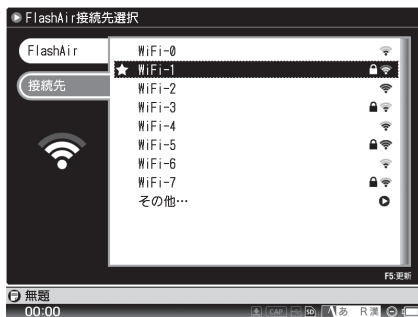 FlashAir接続先選択
FlashAir
接続先
WiFi-0
WiFi-1
WiFi-2
WiFi-3
WiFi-4
WiFi-5
WiFi-6
WiFi-7
その他…
F5:更新
無題
00:00
CAP
SD
あ
R漢